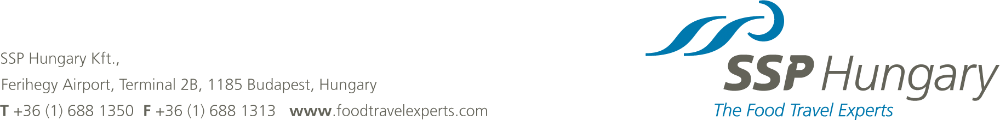 SSP Hungary Kft.,
Ferihegy Airport, Terminal 2B, 1185 Budapest, Hungary
T +36 (1) 688 1350 F +36 (1) 688 1313 www.foodtravelexperts.com
SSP Hungary
The Food Travel Experts